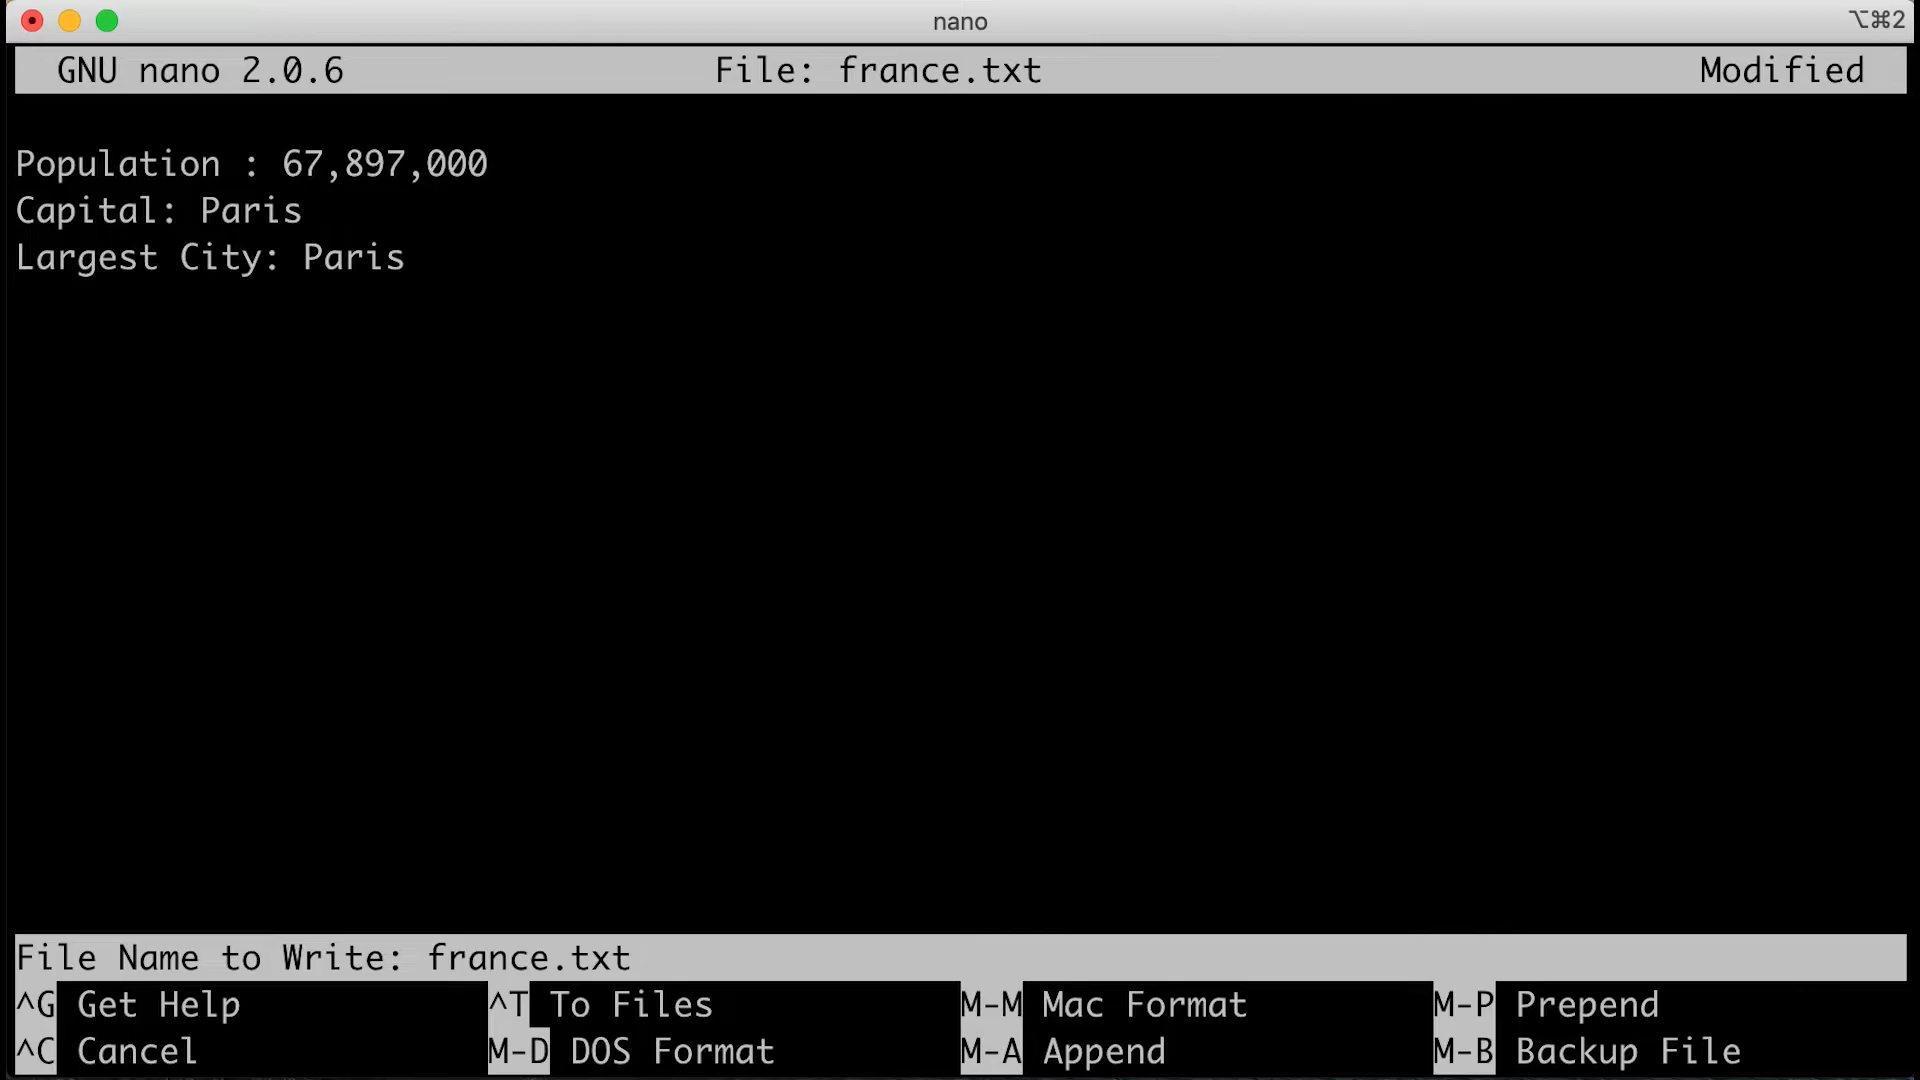 nano
⌥⌘2
GNU nano 2.0.6 File: france.txt Modified
Population : 67,897,000
Capital: Paris
Largest City: Paris
File Name to Write: france.txt
^G Get Help ^T To Files M-M Mac Format M-P Prepend
^C Cancel M-D DOS Format M-A Append M-B Backup File